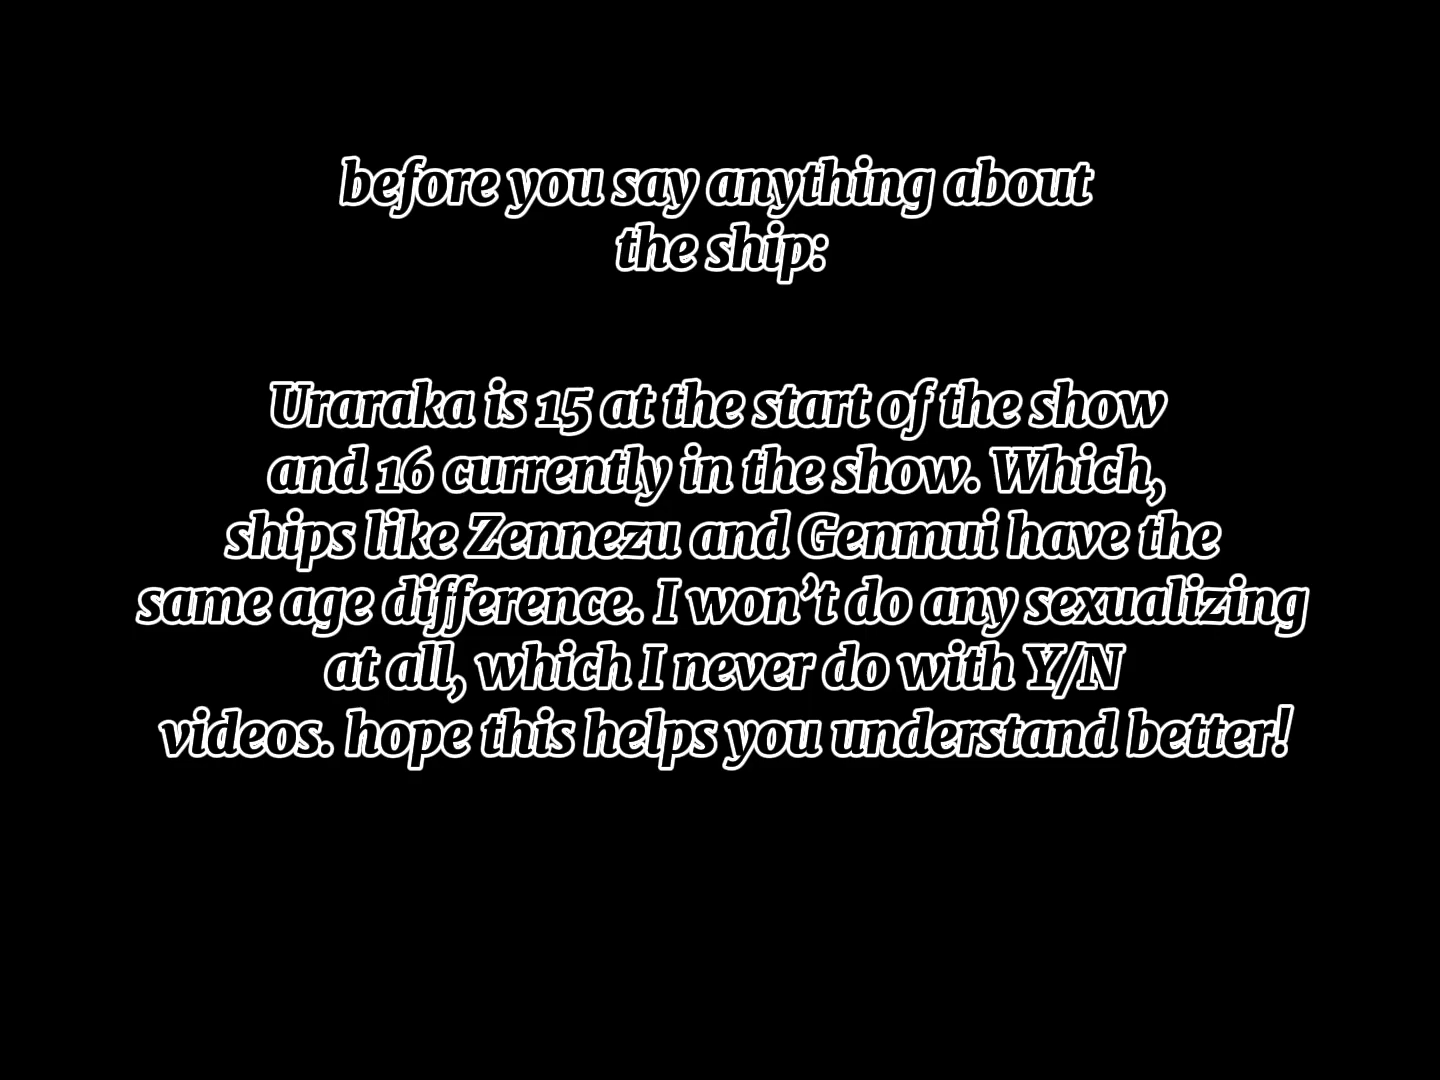 before you say anything about
the ship:
Uraraka is 15 at the start of the show
and 16 currently in the show. Which,
ships like Zennezu and Genmui have the
same age difference. I won't do any sexualizing
at all, which I never do with Y/N
videos. hope this helps you understand better!